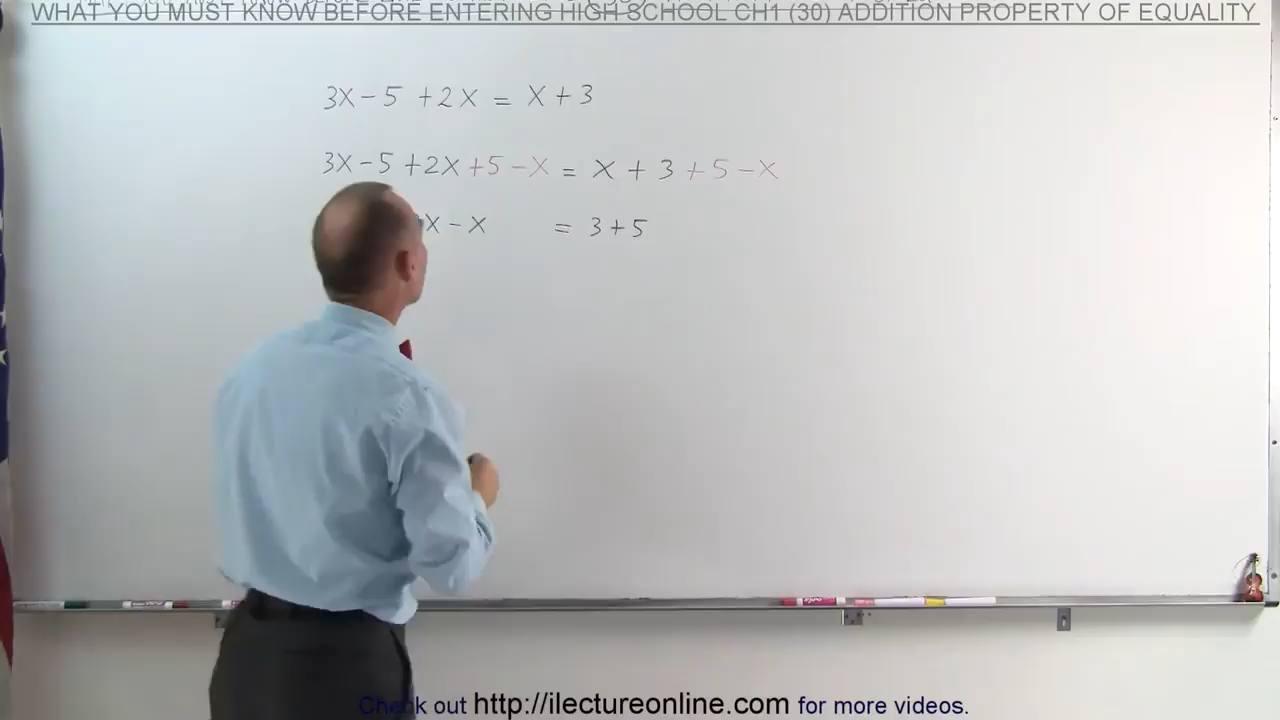 WHAT YOU MUST KNOW BEFORE ENTERING HIGH SCHOOL CH1 (30) ADDITION PROPERTY OF EQUALITY
3X - 5 + 2X = X + 3
3X - 5 + 2X + 5 - X = X + 3 + 5 - X
X - X = 3 + 5
Check out http://ilectureonline.com for more videos.